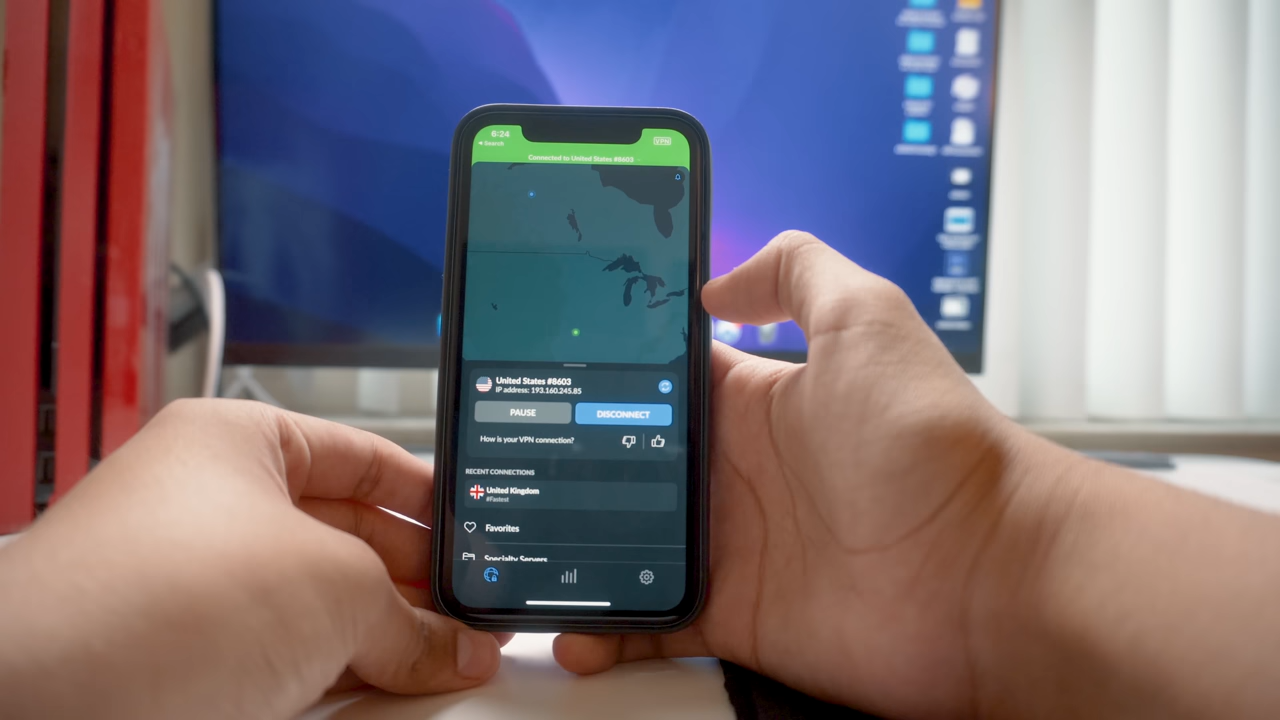 6:24
VPN
Search
Connected to United States #8603
United States #8603
IP address: 193.160.245.85
PAUSE
DISCONNECT
How is your VPN connection?
RECENT CONNECTIONS
United Kingdom
#Fastest
Favorites
Specialty Servers